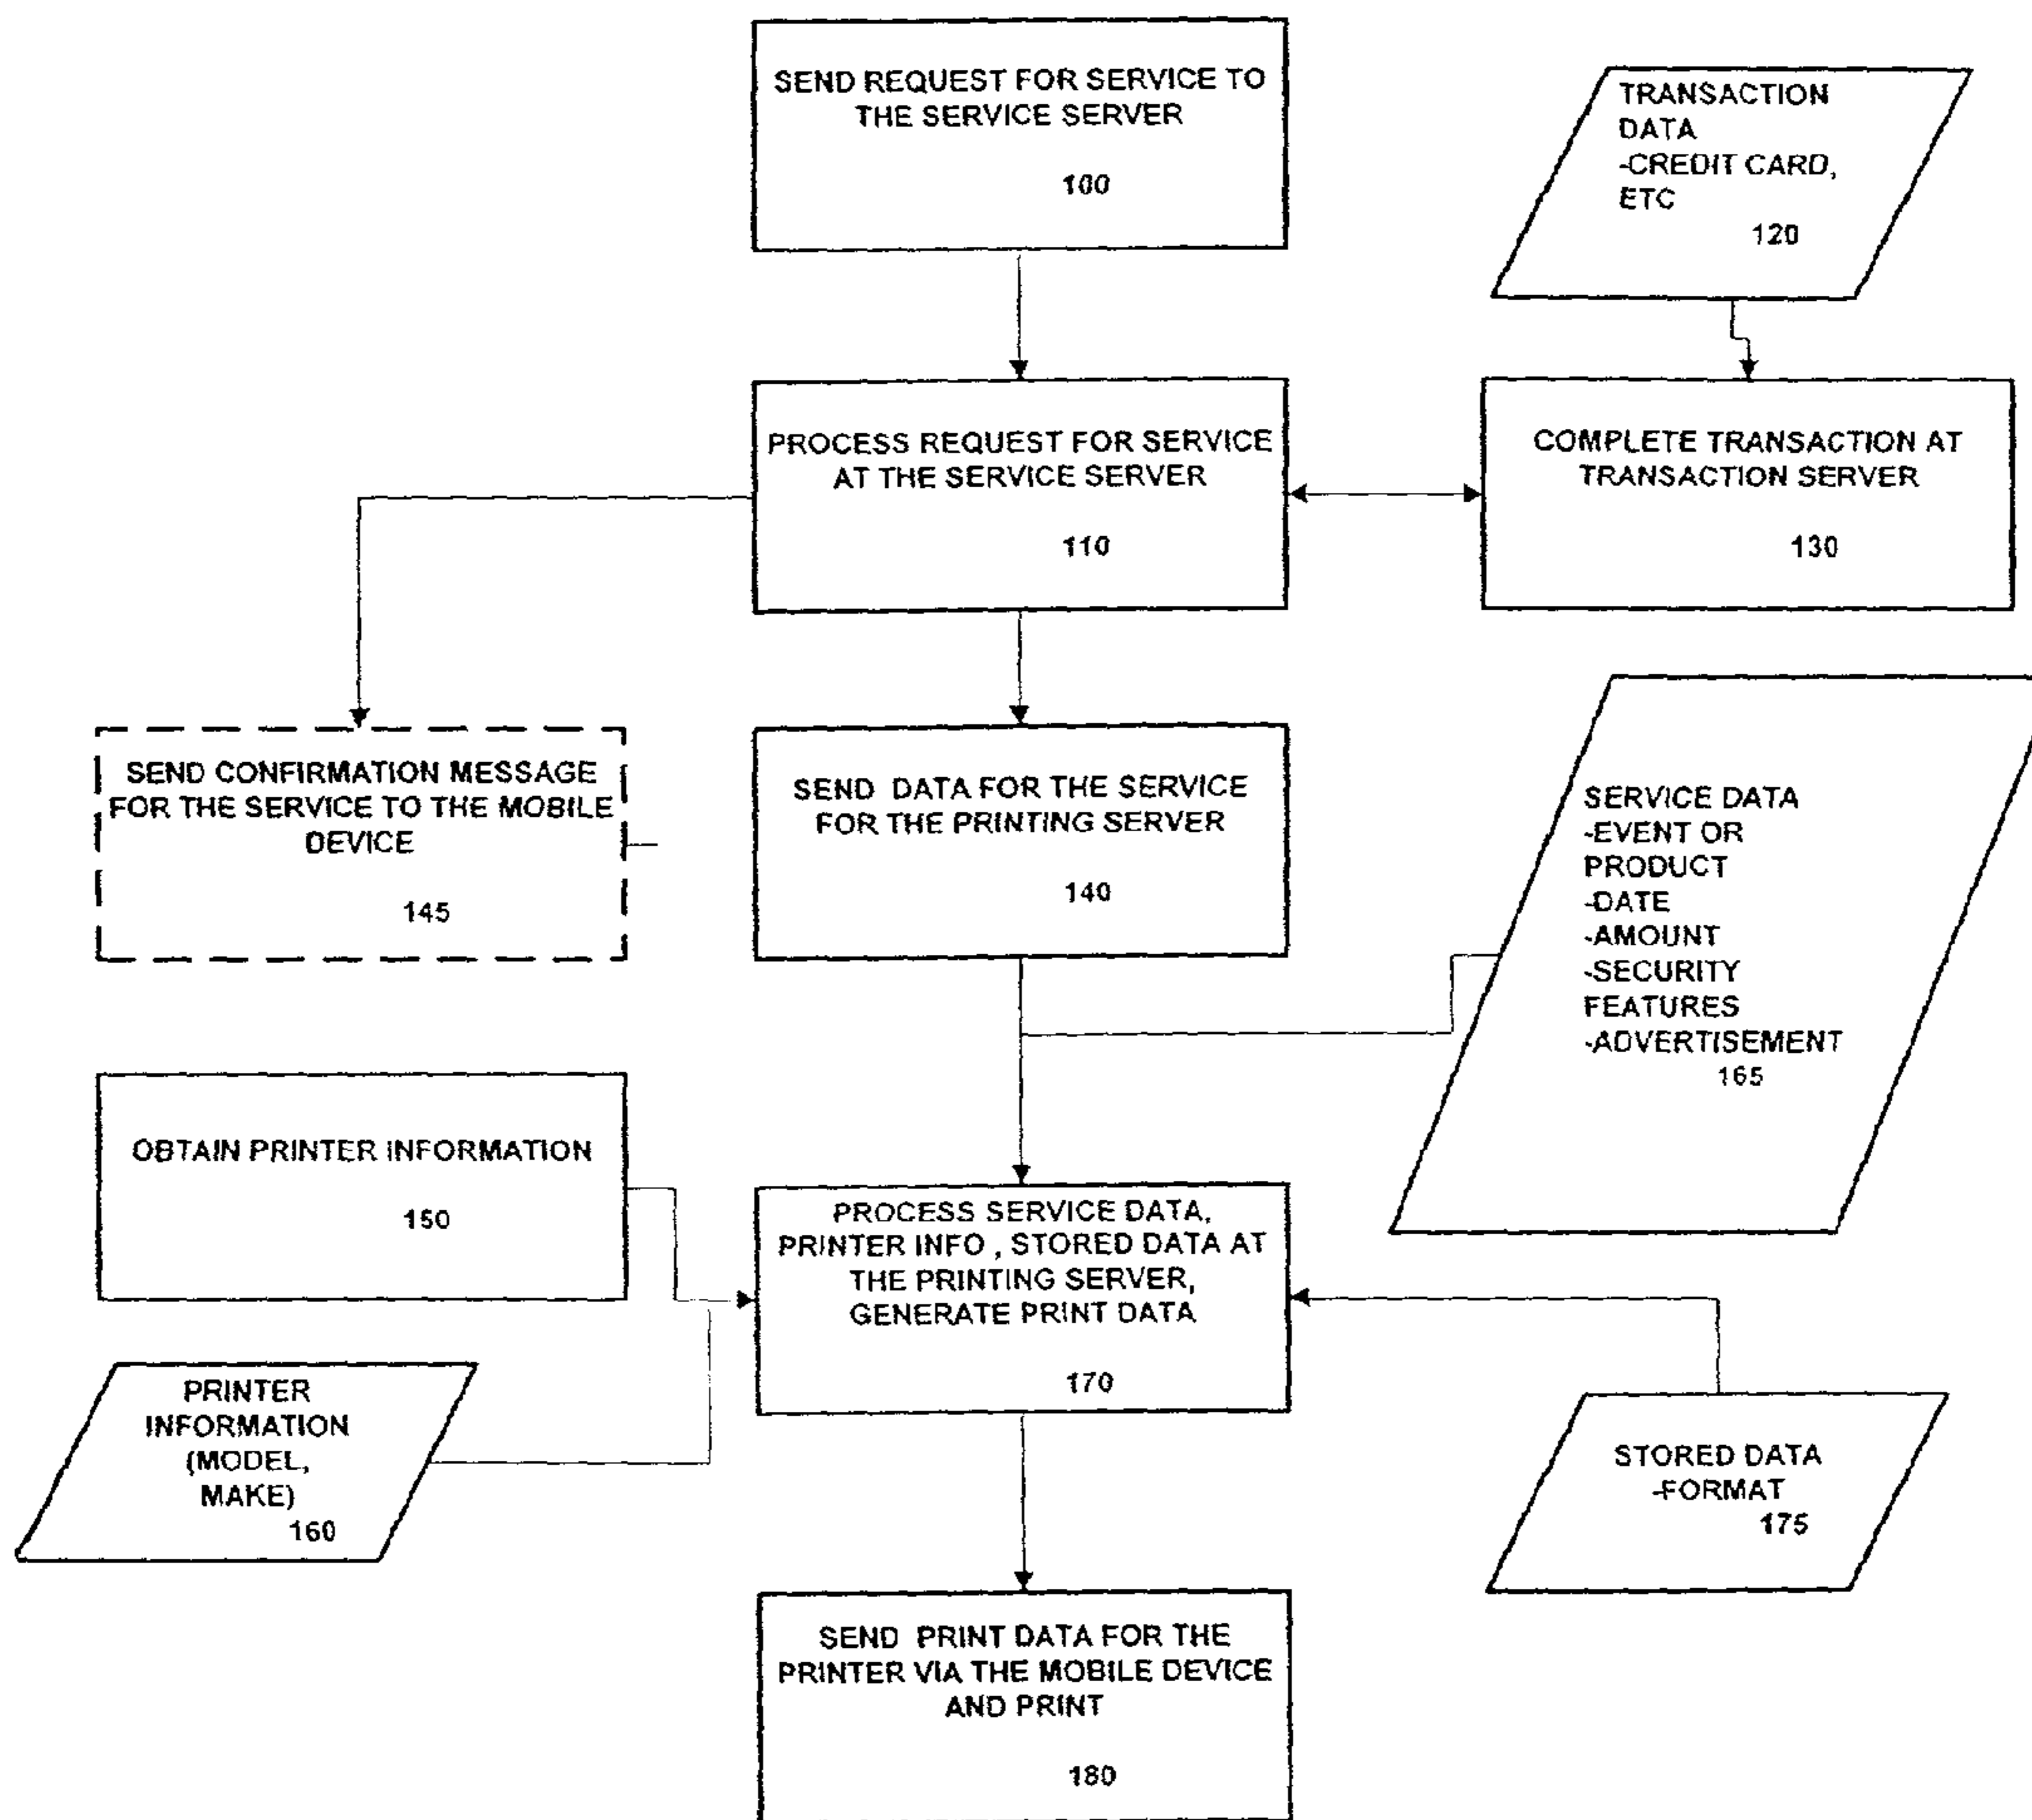 SEND REQUEST FOR SERVICE TO
THE SERVICE SERVER
100
TRANSACTION
DATA
-CREDIT CARD,
ETC
120
PROCESS REQUEST FOR SERVICE
AT THE SERVICE SERVER
110
COMPLETE TRANSACTION AT
TRANSACTION SERVER
130
SEND CONFIRMATION MESSAGE
FOR THE SERVICE TO THE MOBILE
DEVICE
145
SEND DATA FOR THE SERVICE
FOR THE PRINTING SERVER
140
SERVICE DATA
-EVENT OR
PRODUCT
-DATE
-AMOUNT
-SECURITY
FEATURES
-ADVERTISEMENT
165
OBTAIN PRINTER INFORMATION
150
PROCESS SERVICE DATA,
PRINTER INFO , STORED DATA AT
THE PRINTING SERVER,
GENERATE PRINT DATA
170
PRINTER
INFORMATION
(MODEL,
MAKE)
160
STORED DATA
-FORMAT
175
SEND PRINT DATA FOR THE
PRINTER VIA THE MOBILE DEVICE
AND PRINT
180